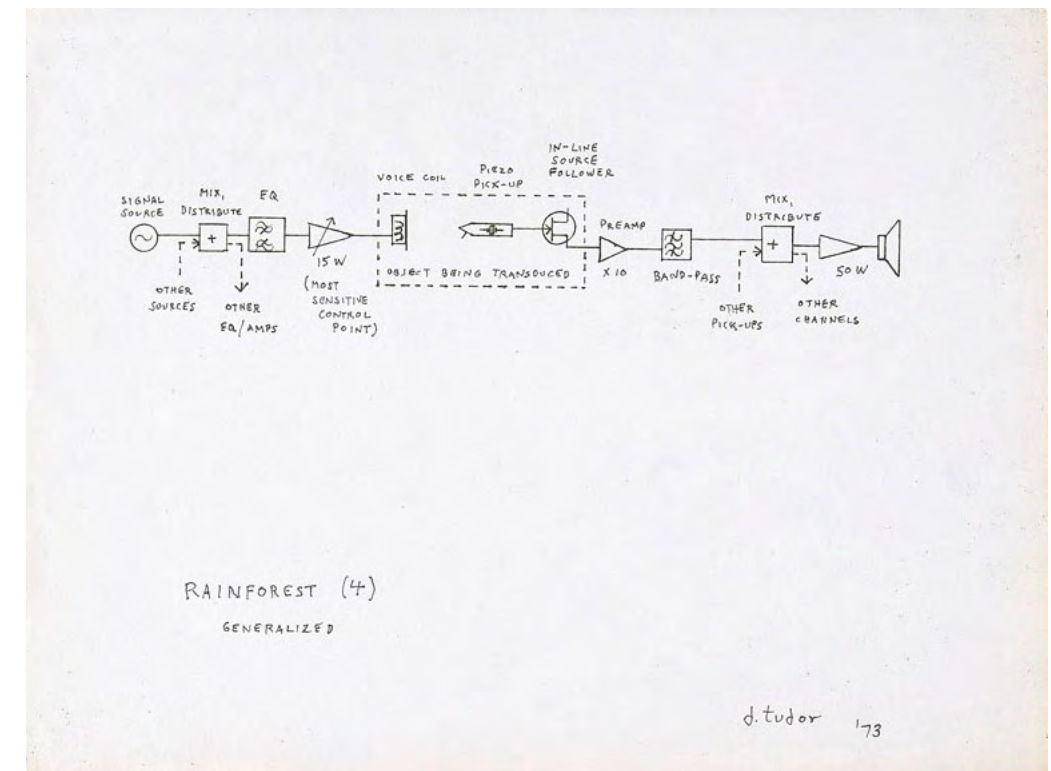 SIGNAL
SOURCE
MIX,
DISTRIBUTE
EQ
+
OTHER
SOURCES
OTHER
EQ/AMPS
15 W
(MOST
SENSITIVE
CONTROL
POINT)
VOICE COIL
PIEZO
PICK-UP
IN-LINE
SOURCE
FOLLOWER
OBJECT BEING TRANSDUCED
PREAMP
X 10
BAND-PASS
MIX,
DISTRIBUTE
+
OTHER
PICK-UPS
OTHER
CHANNELS
50 W
RAINFOREST (4)
GENERALIZED
d. tudor '73